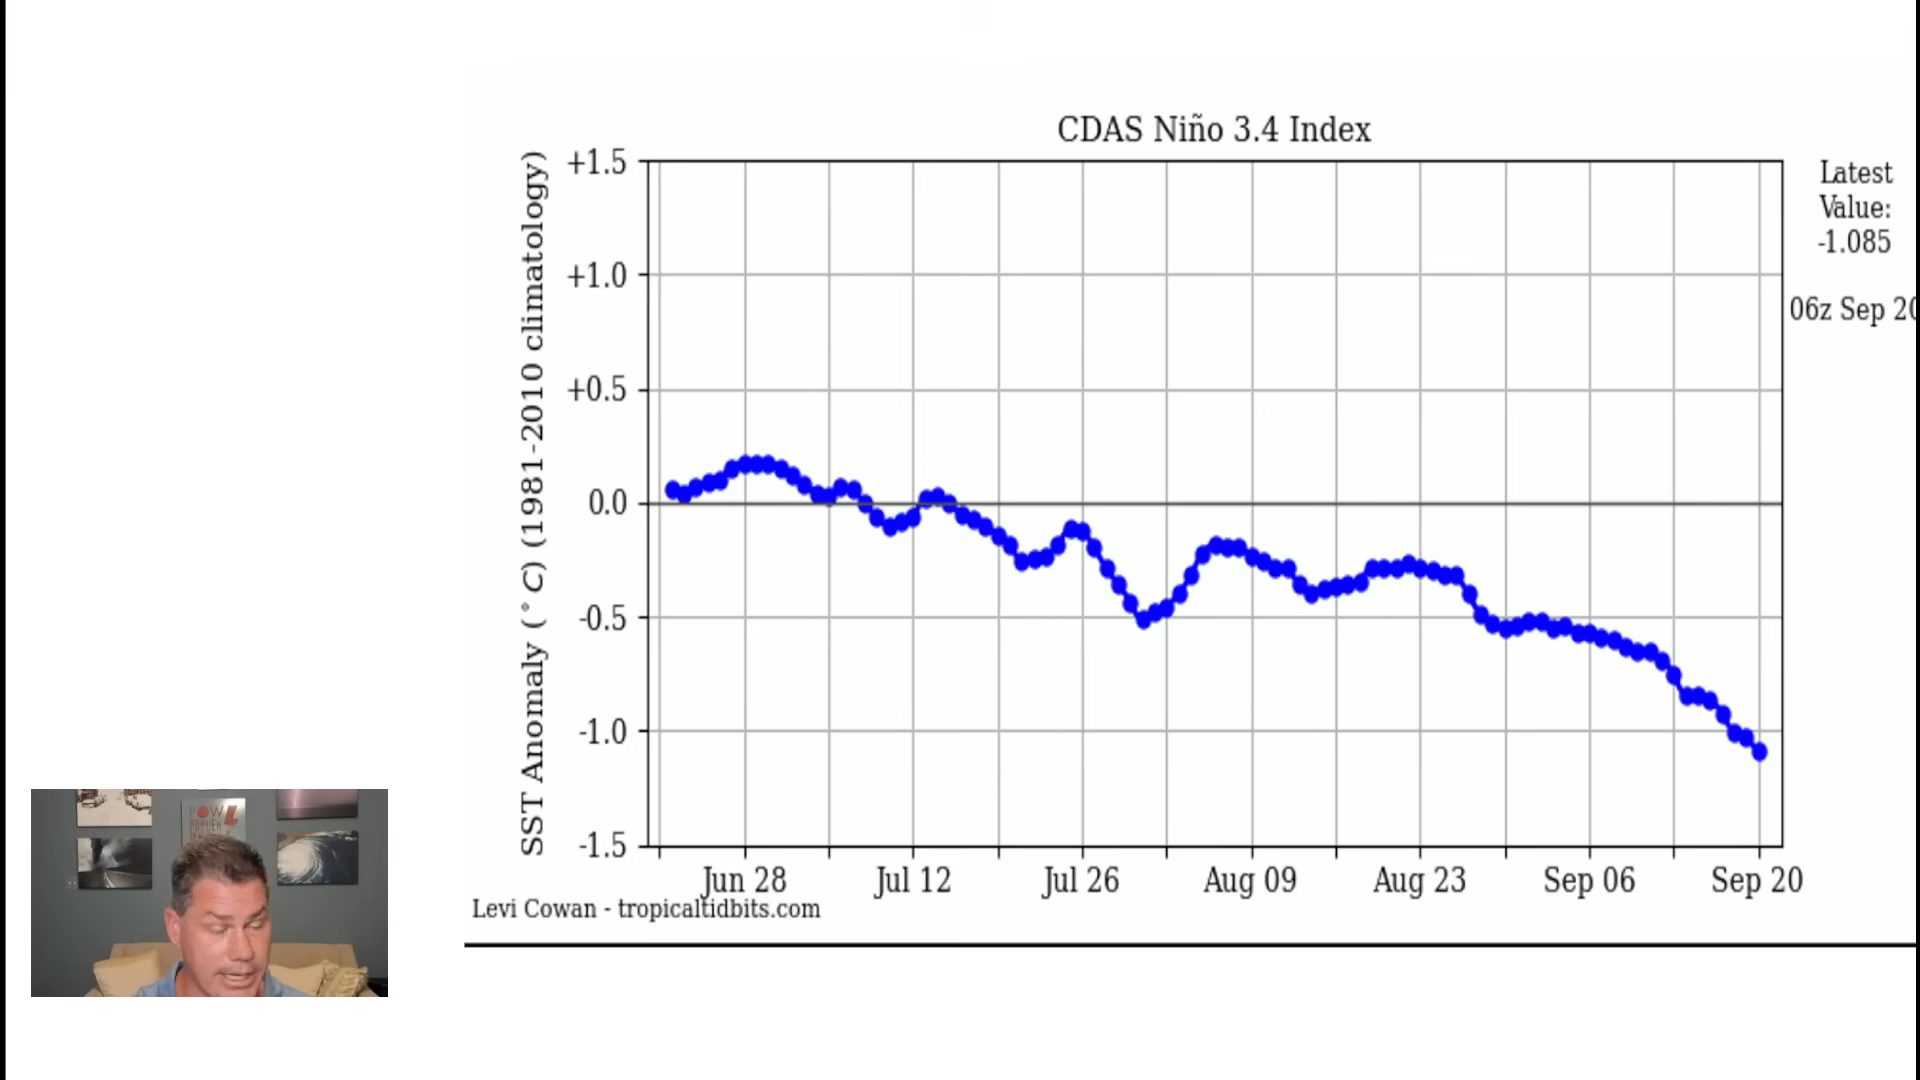 CDAS Niño 3.4 Index
SST Anomaly (°C) (1981-2010 climatology)
+1.5
+1.0
+0.5
0.0
-0.5
-1.0
-1.5
Jun 28
Jul 12
Jul 26
Aug 09
Aug 23
Sep 06
Sep 20
Latest
Value:
-1.085
06z Sep 20
Levi Cowan - tropicaltidbits.com